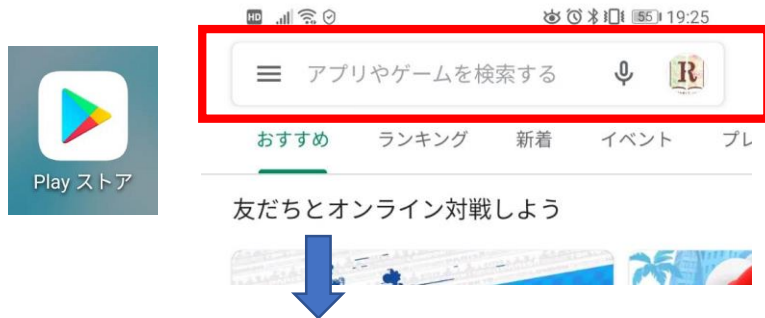 Play ストア
HD 55 19:25
アプリやゲームを検索する
R
おすすめ ランキング 新着 イベント プレ
友だちとオンライン対戦しよう